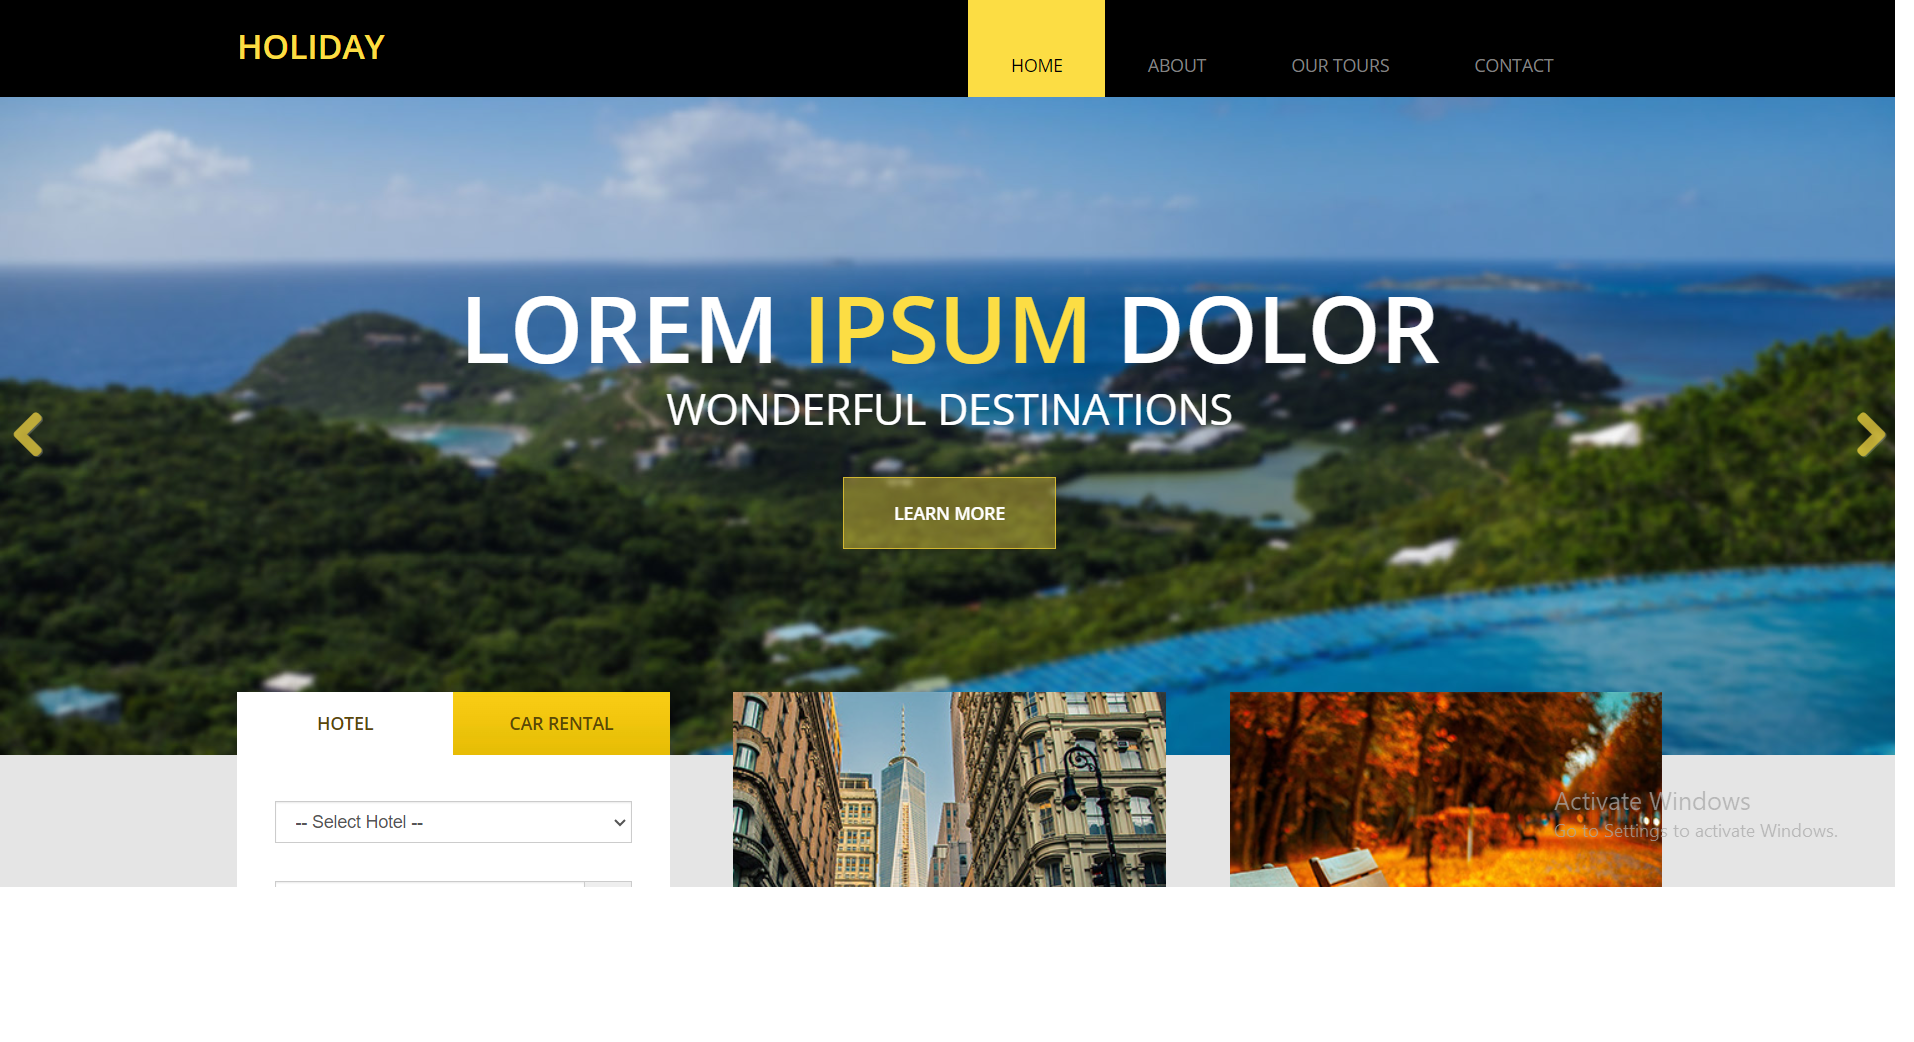 HOLIDAY
HOME ABOUT OUR TOURS CONTACT
LOREM IPSUM DOLOR
WONDERFUL DESTINATIONS
LEARN MORE
HOTEL CAR RENTAL
-- Select Hotel --
Activate Windows
Go to Settings to activate Windows.